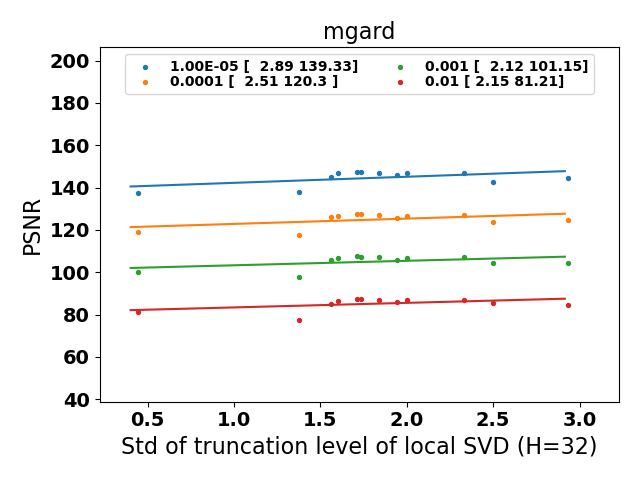 mgard
1.00E-05 [  2.89 139.33]
0.0001 [  2.51 120.3 ]
0.001 [  2.12 101.15]
0.01 [ 2.15 81.21]
PSNR
200
180
160
140
120
100
80
60
40
0.5 1.0 1.5 2.0 2.5 3.0
Std of truncation level of local SVD (H=32)